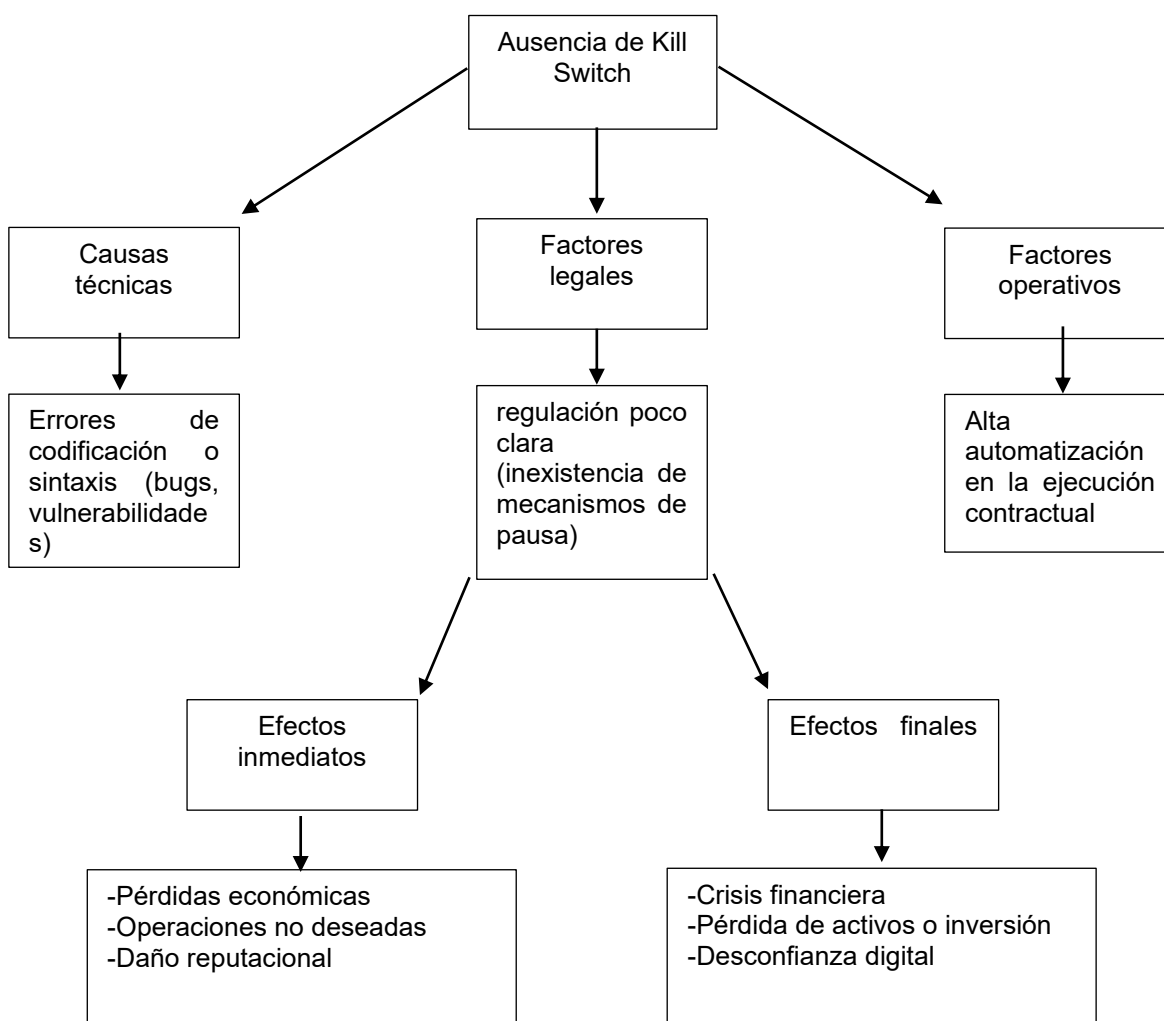 Ausencia de Kill
Switch
Causas
técnicas
Factores
legales
Factores
operativos
Errores de
codificación o
sintaxis (bugs,
vulnerabilidade
s)
regulación poco
clara
(inexistencia de
mecanismos de
pausa)
Alta
automatización
en la ejecución
contractual
Efectos
inmediatos
Efectos finales
-Pérdidas económicas
-Operaciones no deseadas
-Daño reputacional
-Crisis financiera
-Pérdida de activos o inversión
-Desconfianza digital